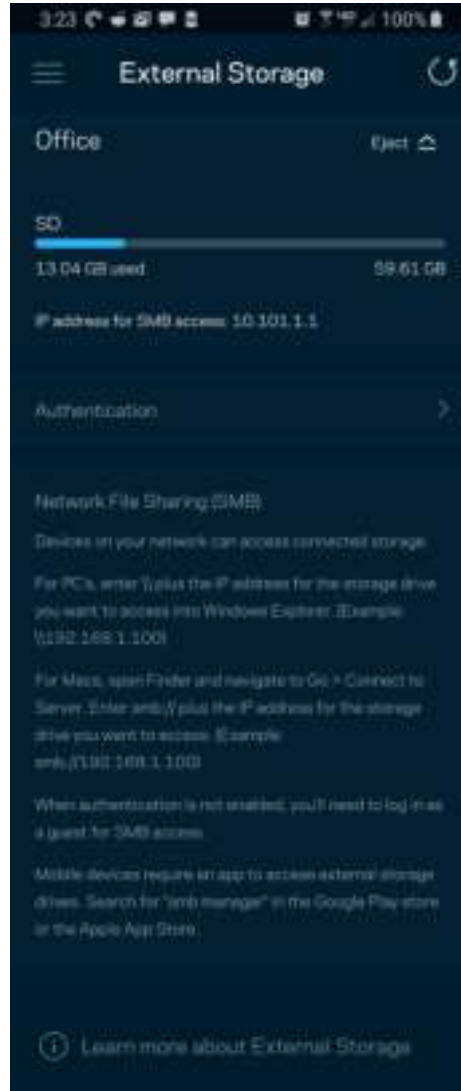 3:23 100%
External Storage
Office Eject
SD
13.04 GB used 59.61 GB
IP address for SMB access: 10.101.1.1
Authentication
Network File Sharing (SMB)
Devices on your network can access connected storage.
For PC's, enter \\ plus the IP address for the storage drive
you want to access into Windows Explorer. (Example:
\\192.168.1.100)
For Macs, open Finder and navigate to Go > Connect to
Server. Enter smb:// plus the IP address for the storage
drive you want to access. (Example:
smb://192.168.1.100)
When authentication is not enabled, you'll need to log in as
a guest for SMB access.
Mobile devices require an app to access external storage
drives. Search for "smb manager" in the Google Play store
or the Apple App Store.
Learn more about External Storage